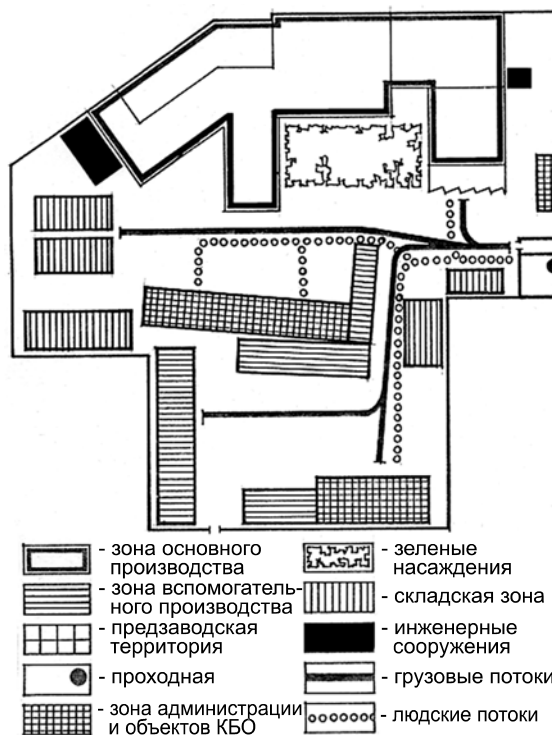 - зона основного
производства
- зона вспомогатель-
ного производства
- предзаводская
территория
- проходная
- зона администрации
и объектов КБО
- зеленые
насаждения
- складская зона
- инженерные
сооружения
- грузовые потоки
- людские потоки